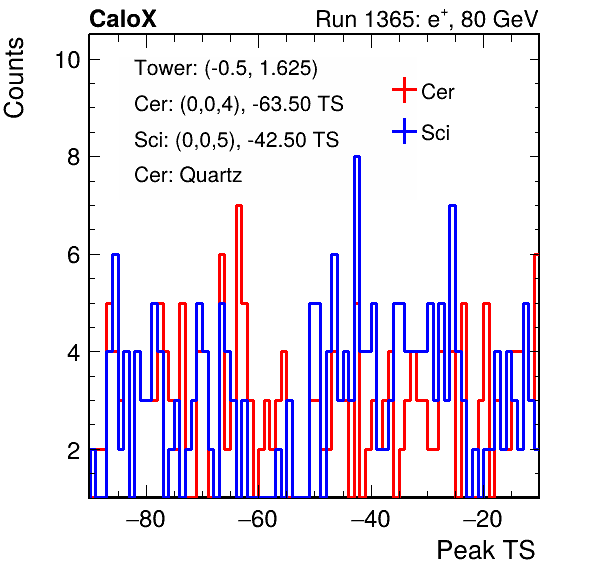 CaloX Run 1365: e⁺, 80 GeV
Counts
Tower: (-0.5, 1.625)
Cer: (0,0,4), -63.50 TS
Sci: (0,0,5), -42.50 TS
Cer: Quartz
Cer
Sci
10
8
6
4
2
−80 −60 −40 −20
Peak TS